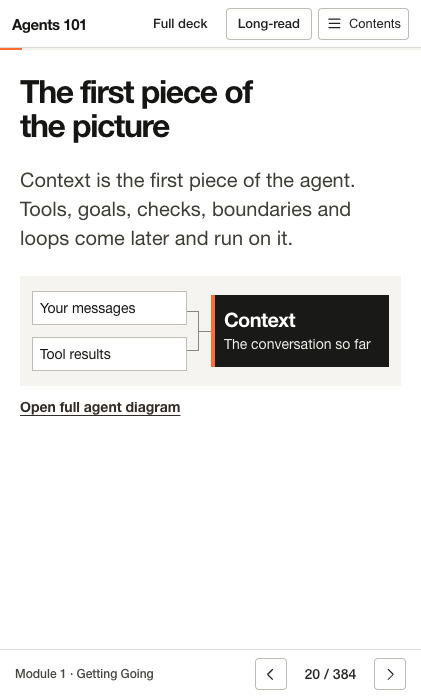 Agents 101
Full deck
Long-read
Contents
The first piece of
the picture
Context is the first piece of the agent.
Tools, goals, checks, boundaries and
loops come later and run on it.
Your messages
Tool results
Context
The conversation so far
Open full agent diagram
Module 1 · Getting Going
20 / 384